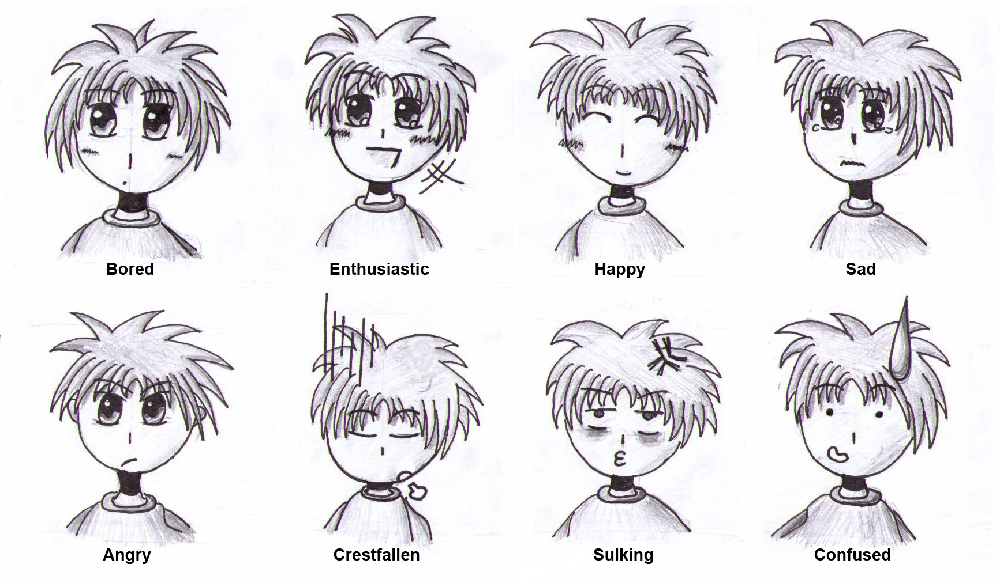 Bored
Enthusiastic
Happy
Sad
Angry
Crestfallen
Sulking
Confused